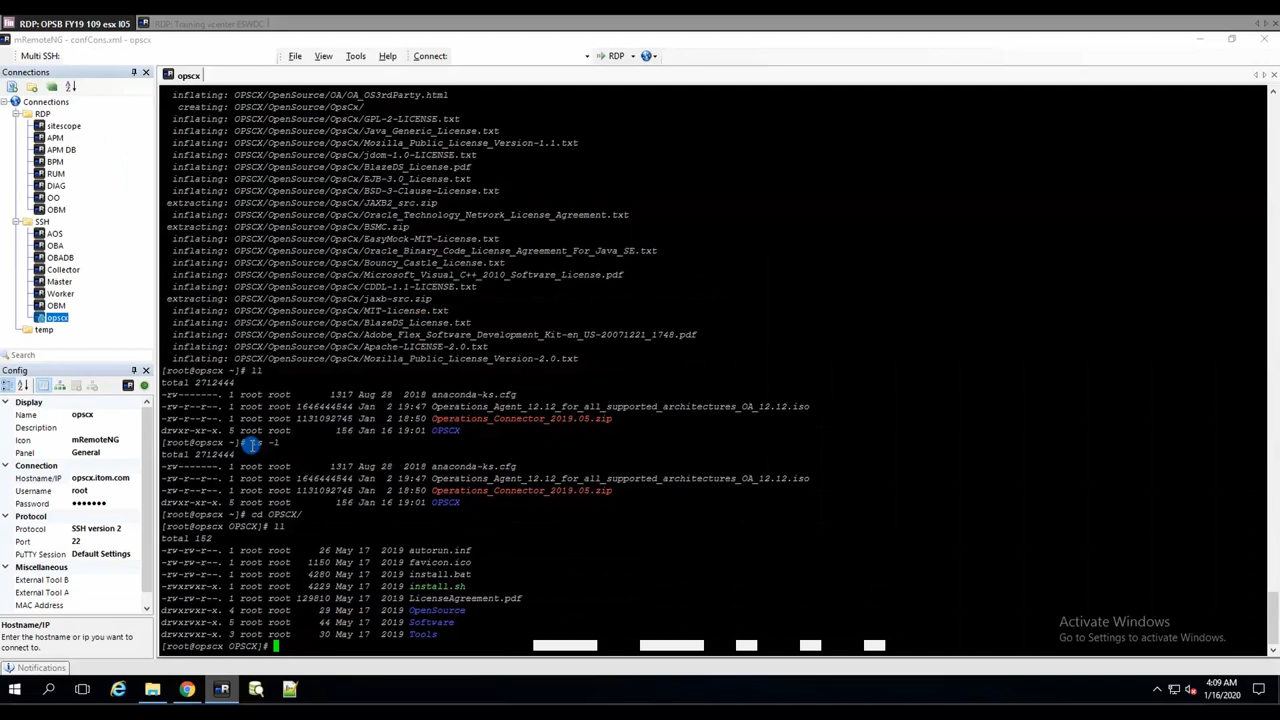 RDP: OPSB FY19 109 esx I05
RDP: Training vcenter ESWDC
mRemoteNG - confCons.xml - opscx
Multi SSH:
File View Tools Help Connect: RDP
Connections
opscx
Connections
RDP
sitescope
APM
APM DB
BPM
RUM
DIAG
OO
OBM
SSH
AOS
OBA
OBADB
Collector
Master
Worker
OBM
opscx
temp
Search
Config
Display
Name opscx
Description
Icon mRemoteNG
Panel General
Connection
Hostname/IP opscx.itom.com
Username root
Password ●●●●●●●
Protocol
Protocol SSH version 2
Port 22
PuTTY Session Default Settings
Miscellaneous
External Tool B
External Tool A
MAC Address
Hostname/IP
Enter the hostname or ip you want to
connect to.
Notifications
inflating: OPSCX/OpenSource/OA/OA_OS3rdParty.html
creating: OPSCX/OpenSource/OpsCx/
inflating: OPSCX/OpenSource/OpsCx/GPL-2-LICENSE.txt
inflating: OPSCX/OpenSource/OpsCx/Java_Generic_License.txt
inflating: OPSCX/OpenSource/OpsCx/Mozilla_Public_License_Version-1.1.txt
inflating: OPSCX/OpenSource/OpsCx/jdom-1.0-LICENSE.txt
inflating: OPSCX/OpenSource/OpsCx/BlazeDS_License.pdf
inflating: OPSCX/OpenSource/OpsCx/EJB-3.0_License.txt
inflating: OPSCX/OpenSource/OpsCx/BSD-3-Clause-License.txt
extracting: OPSCX/OpenSource/OpsCx/JAXB2_src.zip
inflating: OPSCX/OpenSource/OpsCx/Oracle_Technology_Network_License_Agreement.txt
extracting: OPSCX/OpenSource/OpsCx/BSMC.zip
inflating: OPSCX/OpenSource/OpsCx/EasyMock-MIT-License.txt
inflating: OPSCX/OpenSource/OpsCx/Oracle_Binary_Code_License_Agreement_For_Java_SE.txt
inflating: OPSCX/OpenSource/OpsCx/Bouncy_Castle_License.txt
inflating: OPSCX/OpenSource/OpsCx/Microsoft_Visual_C++_2010_Software_License.pdf
inflating: OPSCX/OpenSource/OpsCx/CDDL-1.1-LICENSE.txt
extracting: OPSCX/OpenSource/OpsCx/jaxb-src.zip
inflating: OPSCX/OpenSource/OpsCx/MIT-license.txt
inflating: OPSCX/OpenSource/OpsCx/BlazeDS_License.txt
inflating: OPSCX/OpenSource/OpsCx/Adobe_Flex_Software_Development_Kit-en_US-20071221_1748.pdf
inflating: OPSCX/OpenSource/OpsCx/Apache-LICENSE-2.0.txt
inflating: OPSCX/OpenSource/OpsCx/Mozilla_Public_License_Version-2.0.txt
[root@opscx ~]# ll
total 2712444
-rw-------. 1 root root 1317 Aug 28 2018 anaconda-ks.cfg
-rw-r--r--. 1 root root 1646444544 Jan 2 19:47 Operations_Agent_12.12_for_all_supported_architectures_OA_12.12.iso
-rw-r--r--. 1 root root 1131092745 Jan 2 18:50 Operations_Connector_2019.05.zip
drwxr-xr-x. 5 root root 156 Jan 16 19:01 OPSCX
[root@opscx ~]# ls -l
total 2712444
-rw-------. 1 root root 1317 Aug 28 2018 anaconda-ks.cfg
-rw-r--r--. 1 root root 1646444544 Jan 2 19:47 Operations_Agent_12.12_for_all_supported_architectures_OA_12.12.iso
-rw-r--r--. 1 root root 1131092745 Jan 2 18:50 Operations_Connector_2019.05.zip
drwxr-xr-x. 5 root root 156 Jan 16 19:01 OPSCX
[root@opscx ~]# cd OPSCX/
[root@opscx OPSCX]# ll
total 152
-rw-rw-r--. 1 root root 26 May 17 2019 autorun.inf
-rw-rw-r--. 1 root root 1150 May 17 2019 favicon.ico
-rw-rw-r--. 1 root root 4280 May 17 2019 install.bat
-rwxrwxr-x. 1 root root 4229 May 17 2019 install.sh
-rw-rw-r--. 1 root root 129810 May 17 2019 LicenseAgreement.pdf
drwxrwxr-x. 4 root root 29 May 17 2019 OpenSource
drwxrwxr-x. 5 root root 44 May 17 2019 Software
drwxrwxr-x. 3 root root 30 May 17 2019 Tools
[root@opscx OPSCX]#
Activate Windows
Go to Settings to activate Windows.
4:09 AM
1/16/2020